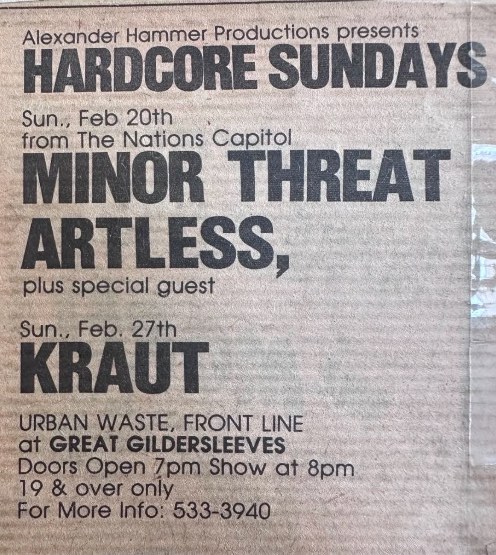 Alexander Hammer Productions presents
HARDCORE SUNDAYS
Sun., Feb 20th
from The Nations Capitol
MINOR THREAT
ARTLESS,
plus special guest
Sun., Feb. 27th
KRAUT
URBAN WASTE, FRONT LINE
at GREAT GILDERSLEEVES
Doors Open 7pm Show at 8pm
19 & over only
For More Info: 533-3940